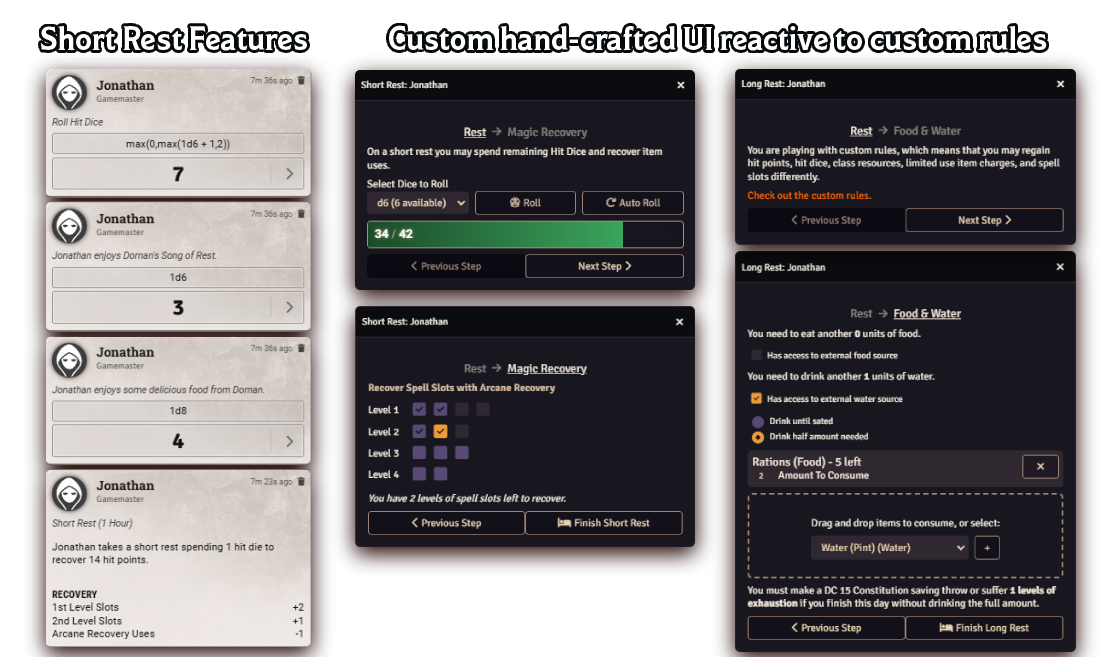 Short Rest Features
Jonathan
7m 36s ago
Gamemaster
Roll Hit Dice
max(0,max(1d6 + 1,2))
7
Jonathan
7m 36s ago
Gamemaster
Jonathan enjoys Dornan's Song of Rest.
1d6
3
Jonathan
7m 36s ago
Gamemaster
Jonathan enjoys some delicious food from Dornan.
1d8
4
Jonathan
7m 23s ago
Gamemaster
Short Rest (1 Hour)
Jonathan takes a short rest spending 1 hit die to
recover 14 hit points.
RECOVERY
1st Level Slots +2
2nd Level Slots +1
Arcane Recovery Uses -1
Custom hand-crafted UI reactive to custom rules
Short Rest: Jonathan
Rest → Magic Recovery
On a short rest you may spend remaining Hit Dice and recover item
uses.
Select Dice to Roll
d6 (6 available)
Roll
Auto Roll
34 / 42
Previous Step
Next Step
Short Rest: Jonathan
Rest → Magic Recovery
Recover Spell Slots with Arcane Recovery
Level 1
Level 2
Level 3
Level 4
You have 2 levels of spell slots left to recover.
Previous Step
Finish Short Rest
Long Rest: Jonathan
Rest → Food & Water
You are playing with custom rules, which means that you may regain
hit points, hit dice, class resources, limited use item charges, and spell
slots differently.
Check out the custom rules.
Previous Step
Next Step
Long Rest: Jonathan
Rest → Food & Water
You need to eat another 0 units of food.
Has access to external food source
You need to drink another 1 units of water.
Has access to external water source
Drink until sated
Drink half amount needed
Rations (Food) - 5 left
2 Amount To Consume
Drag and drop items to consume, or select:
Water (Pint) (Water)
+
You must make a DC 15 Constitution saving throw or suffer 1 levels of
exhaustion if you finish this day without drinking the full amount.
Previous Step
Finish Long Rest